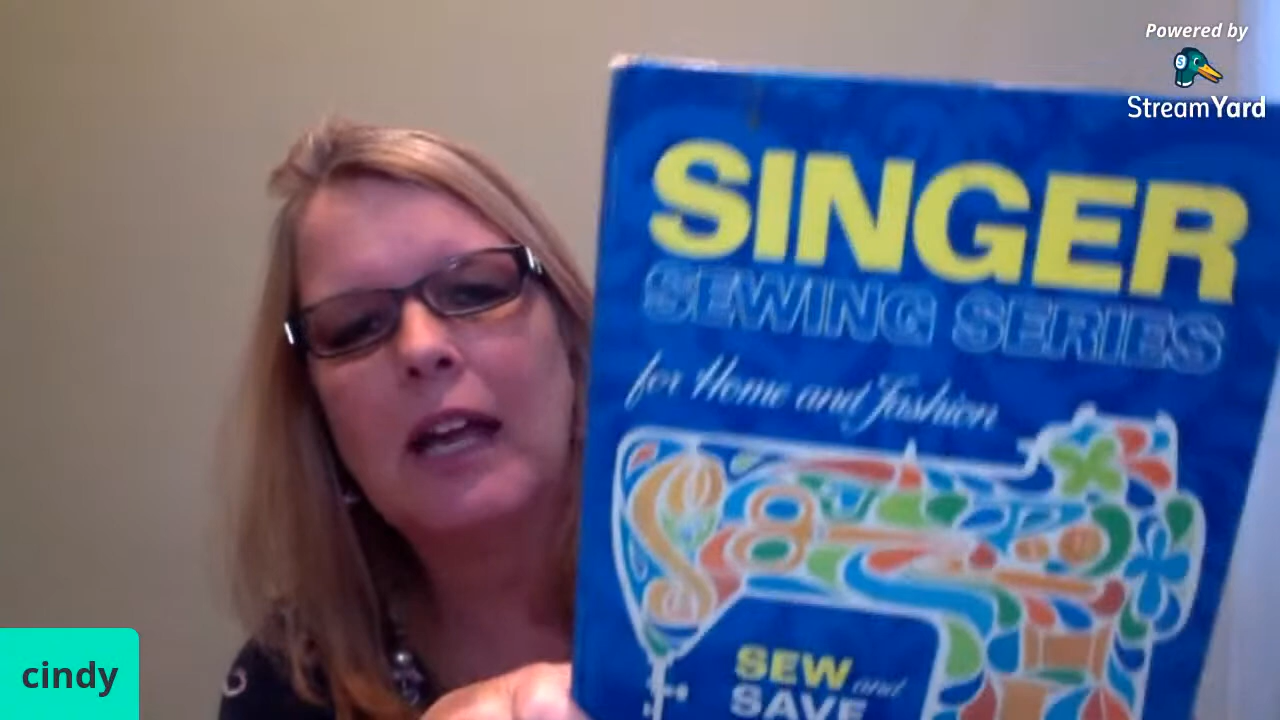 Powered by
StreamYard
SINGER
SEWING SERIES
for Home and Fashion
SEW and
SAVE
cindy